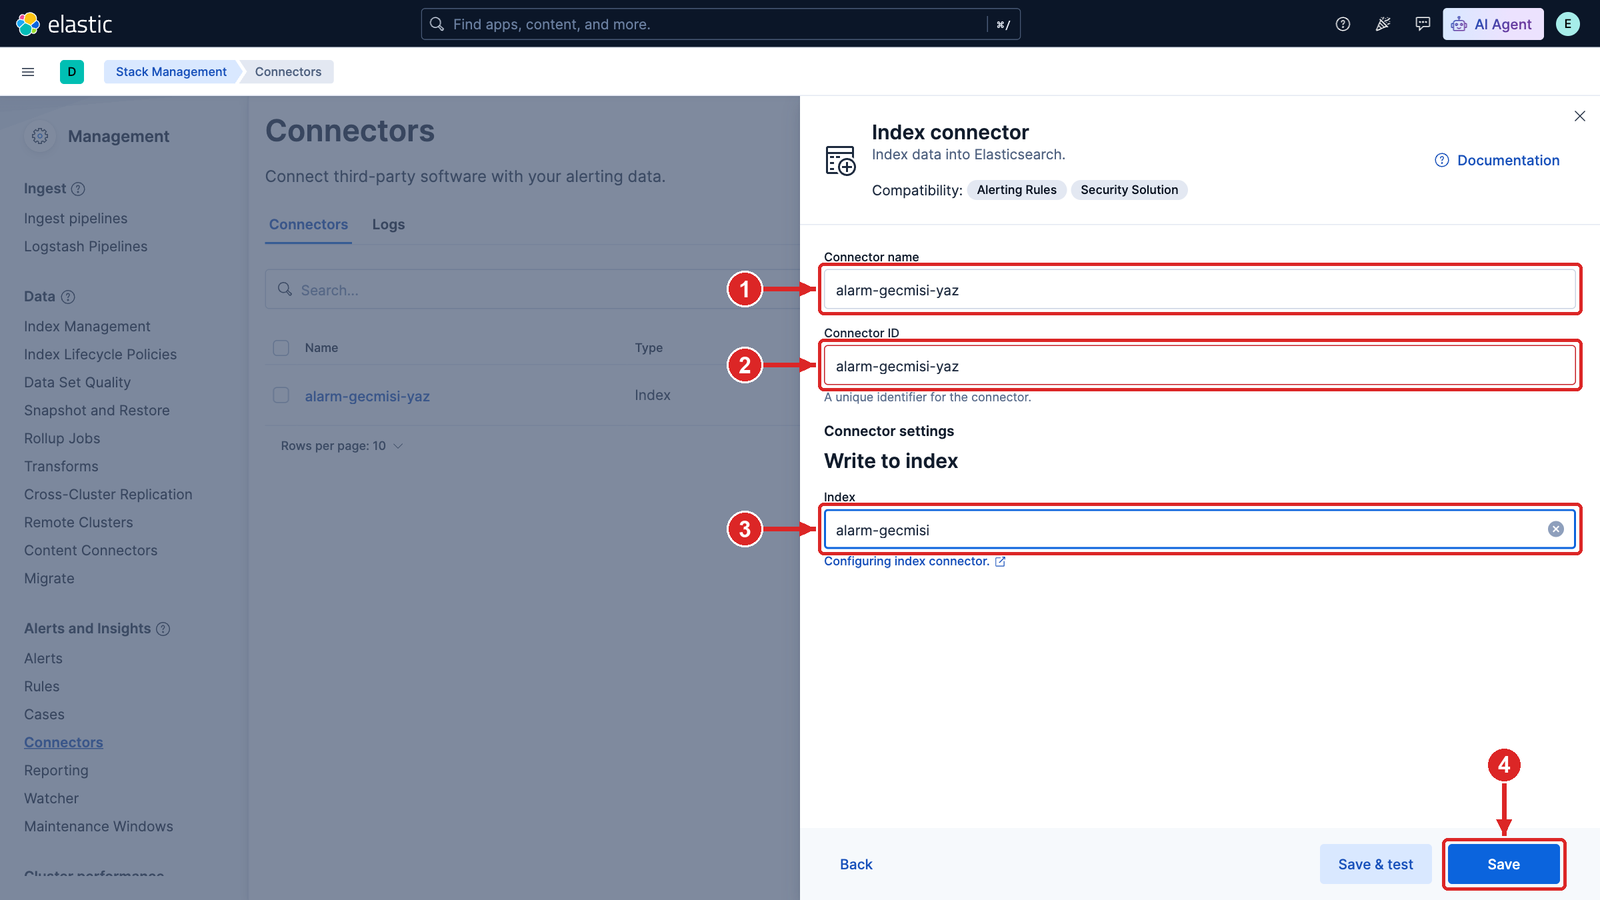 elastic
Find apps, content, and more.
⌘/
AI Agent
E
D
Stack Management
Connectors
Management
Ingest
Ingest pipelines
Logstash Pipelines
Data
Index Management
Index Lifecycle Policies
Data Set Quality
Snapshot and Restore
Rollup Jobs
Transforms
Cross-Cluster Replication
Remote Clusters
Content Connectors
Migrate
Alerts and Insights
Alerts
Rules
Cases
Connectors
Reporting
Watcher
Maintenance Windows
Cluster performance
Connectors
Connect third-party software with your alerting data.
Connectors
Logs
Search...
Name
Type
alarm-gecmisi-yaz
Index
Rows per page: 10
Index connector
Index data into Elasticsearch.
Compatibility:
Alerting Rules
Security Solution
Documentation
Connector name
1
alarm-gecmisi-yaz
Connector ID
2
alarm-gecmisi-yaz
A unique identifier for the connector.
Connector settings
Write to index
Index
3
alarm-gecmisi
Configuring index connector.
4
Back
Save & test
Save